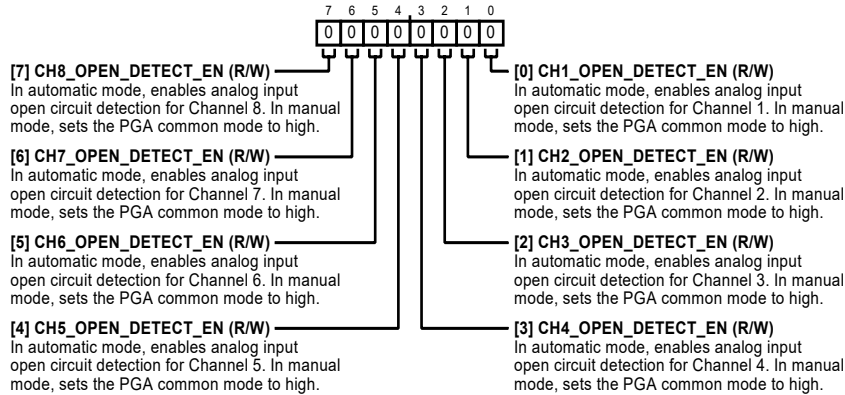 7 6 5 4 3 2 1 0
0 0 0 0 0 0 0 0
[7] CH8_OPEN_DETECT_EN (R/W)
In automatic mode, enables analog input
open circuit detection for Channel 8. In manual
mode, sets the PGA common mode to high.
[6] CH7_OPEN_DETECT_EN (R/W)
In automatic mode, enables analog input
open circuit detection for Channel 7. In manual
mode, sets the PGA common mode to high.
[5] CH6_OPEN_DETECT_EN (R/W)
In automatic mode, enables analog input
open circuit detection for Channel 6. In manual
mode, sets the PGA common mode to high.
[4] CH5_OPEN_DETECT_EN (R/W)
In automatic mode, enables analog input
open circuit detection for Channel 5. In manual
mode, sets the PGA common mode to high.
[0] CH1_OPEN_DETECT_EN (R/W)
In automatic mode, enables analog input
open circuit detection for Channel 1. In manual
mode, sets the PGA common mode to high.
[1] CH2_OPEN_DETECT_EN (R/W)
In automatic mode, enables analog input
open circuit detection for Channel 2. In manual
mode, sets the PGA common mode to high.
[2] CH3_OPEN_DETECT_EN (R/W)
In automatic mode, enables analog input
open circuit detection for Channel 3. In manual
mode, sets the PGA common mode to high.
[3] CH4_OPEN_DETECT_EN (R/W)
In automatic mode, enables analog input
open circuit detection for Channel 4. In manual
mode, sets the PGA common mode to high.